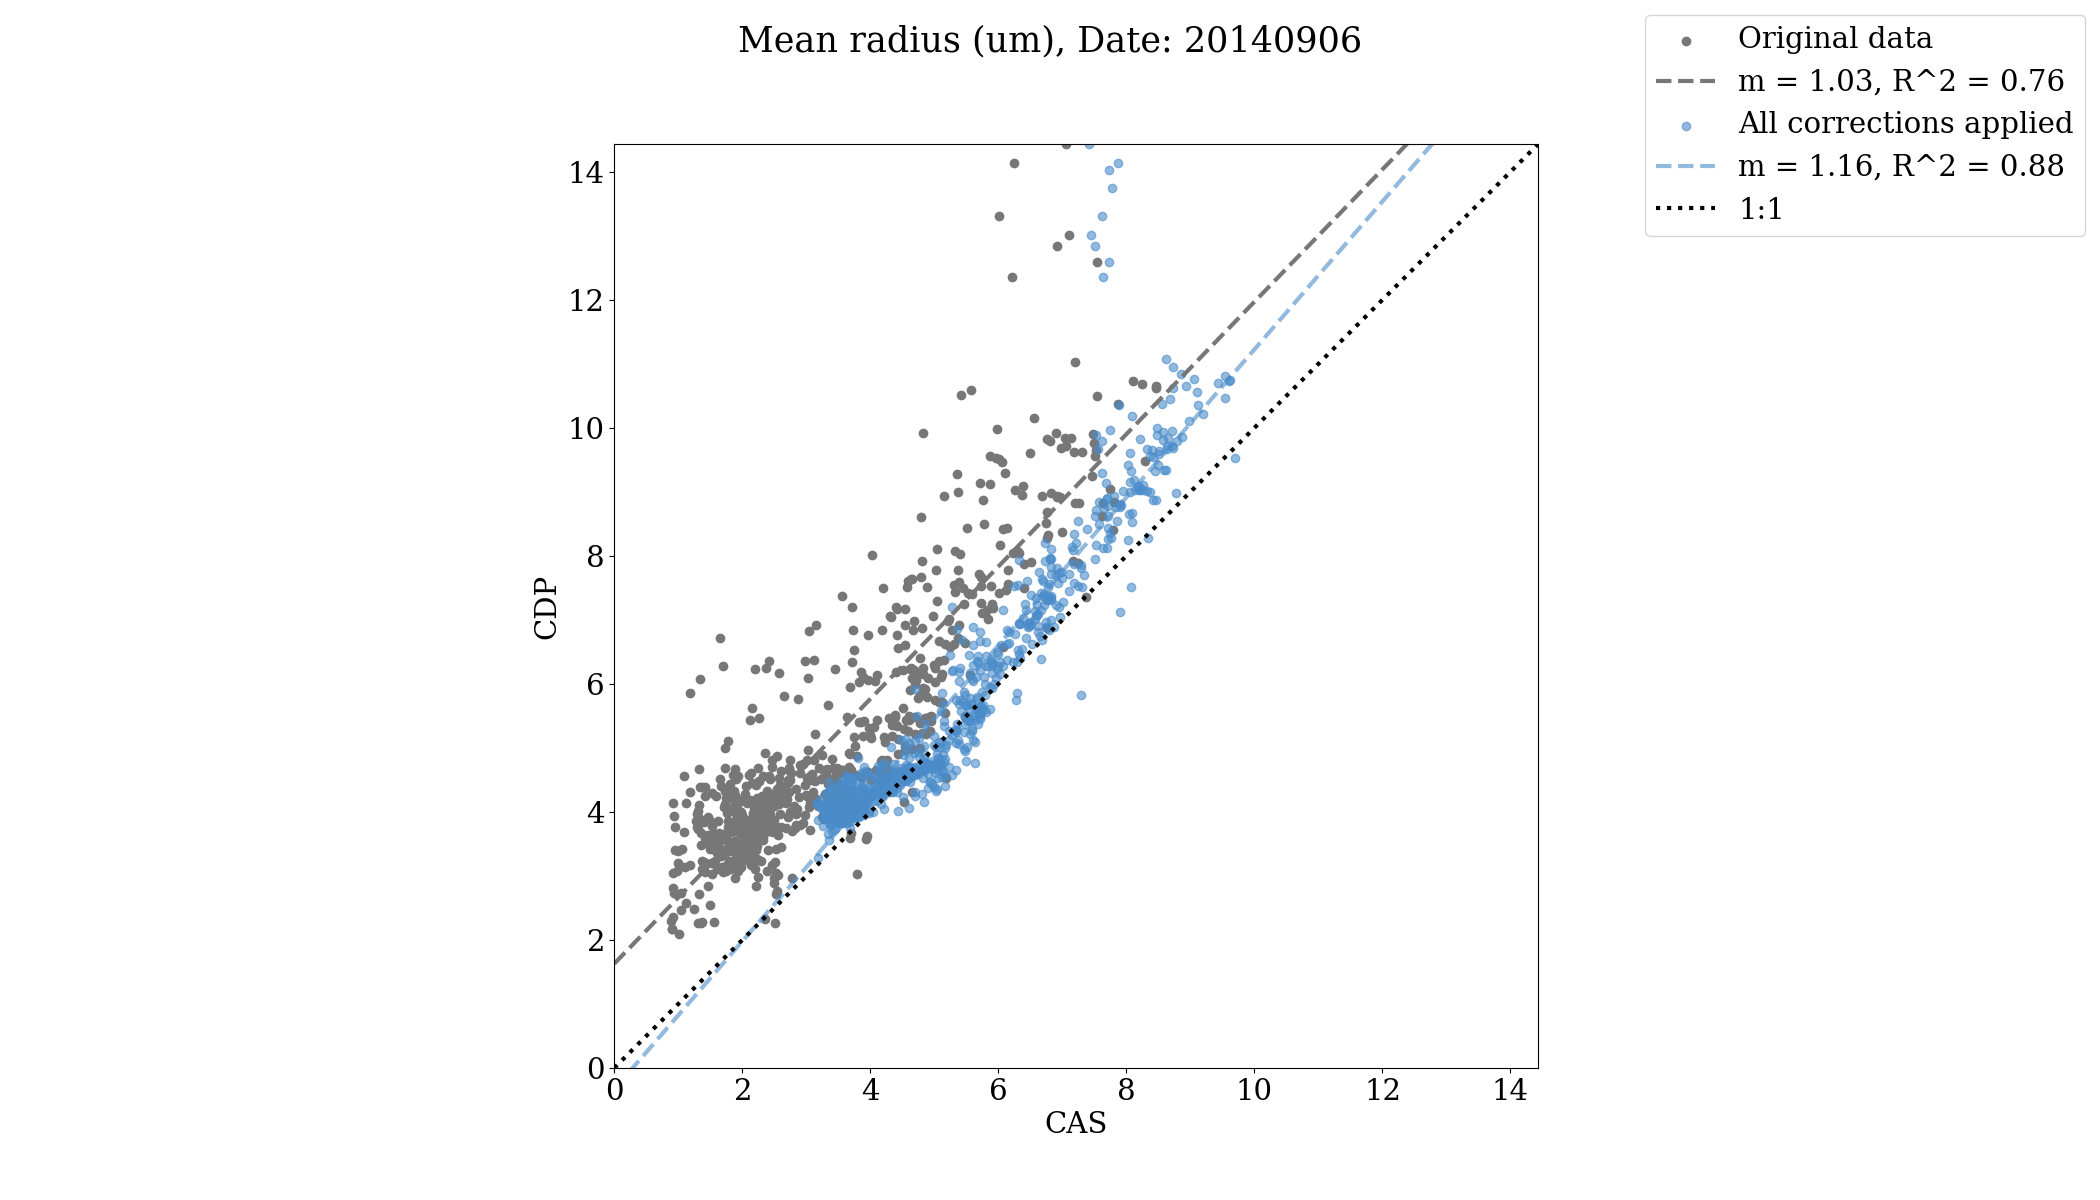 Mean radius (um), Date: 20140906
Original data
m = 1.03, R^2 = 0.76
All corrections applied
m = 1.16, R^2 = 0.88
1:1
14
12
10
8
6
4
2
0
CDP
0 2 4 6 8 10 12 14
CAS